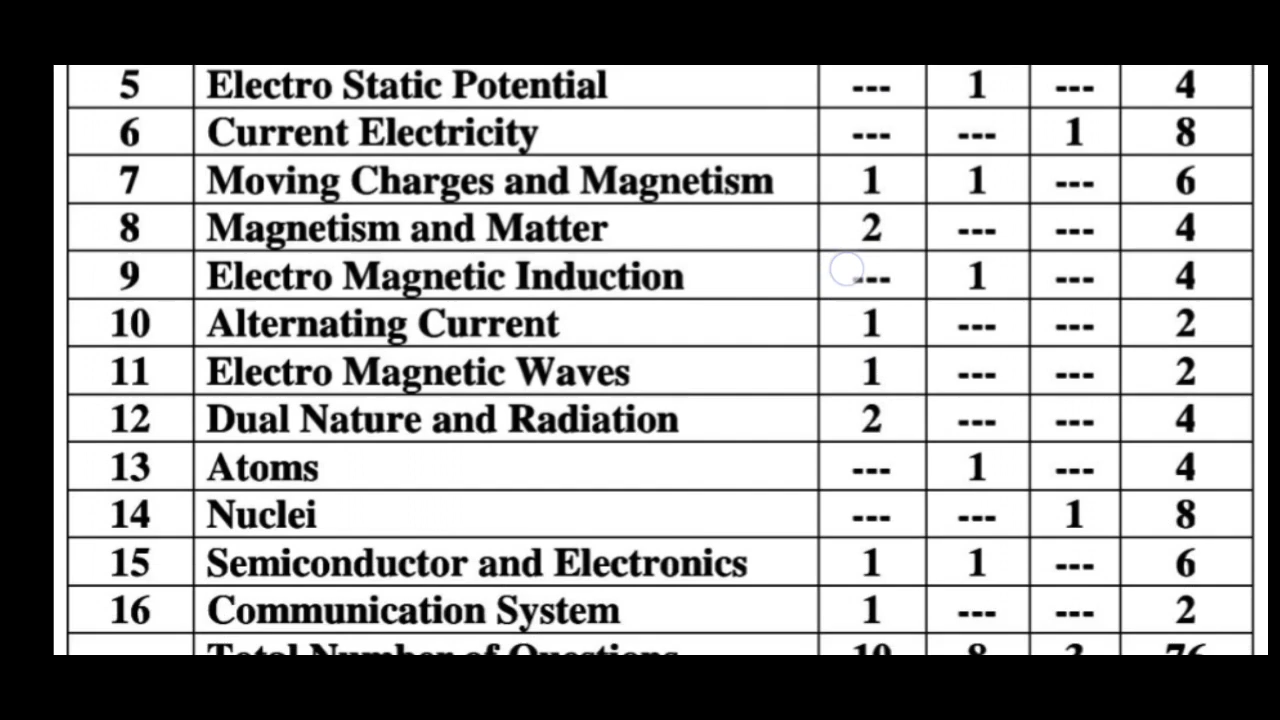 5 Electro Static Potential --- 1 --- 4
6 Current Electricity --- --- 1 8
7 Moving Charges and Magnetism 1 1 --- 6
8 Magnetism and Matter 2 --- --- 4
9 Electro Magnetic Induction --- 1 --- 4
10 Alternating Current 1 --- --- 2
11 Electro Magnetic Waves 1 --- --- 2
12 Dual Nature and Radiation 2 --- --- 4
13 Atoms --- 1 --- 4
14 Nuclei --- --- 1 8
15 Semiconductor and Electronics 1 1 --- 6
16 Communication System 1 --- --- 2
Total Number of Questions 10 8 3 76